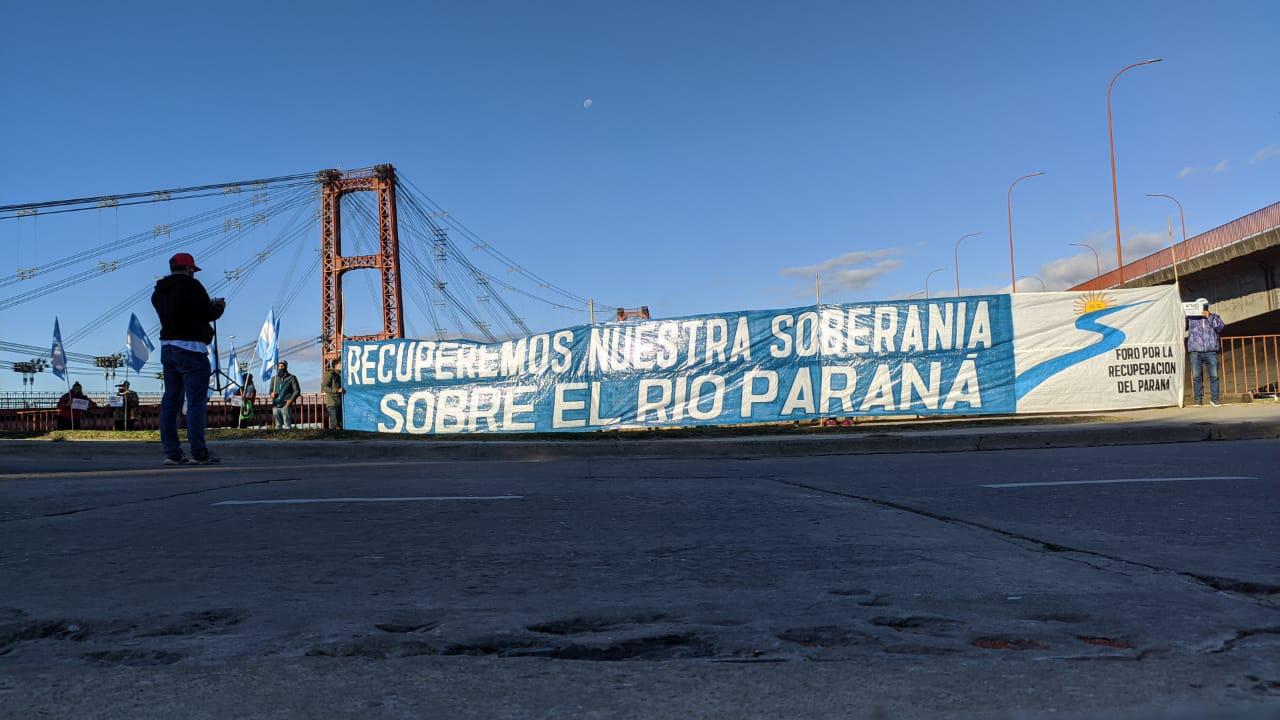 RECUPEREMOS NUESTRA SOBERANIA
SOBRE EL RIO PARANÁ
FORO POR LA
RECUPERACION
DEL PARANÁ